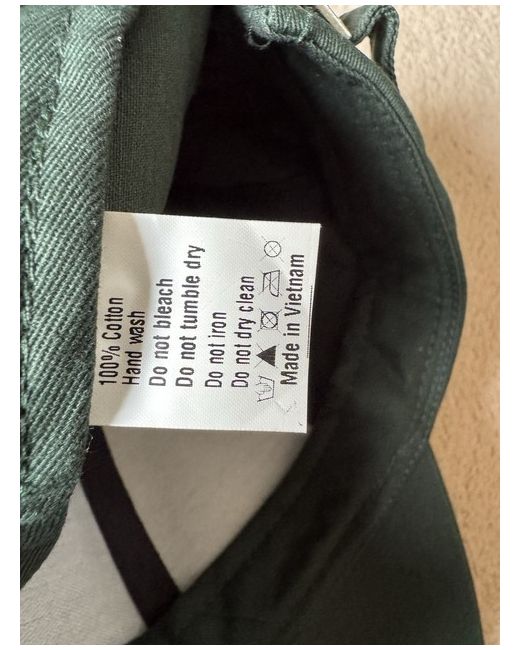 100% Cotton
Hand wash
Do not bleach
Do not tumble dry
Do not iron
Do not dry clean
Made in Vietnam